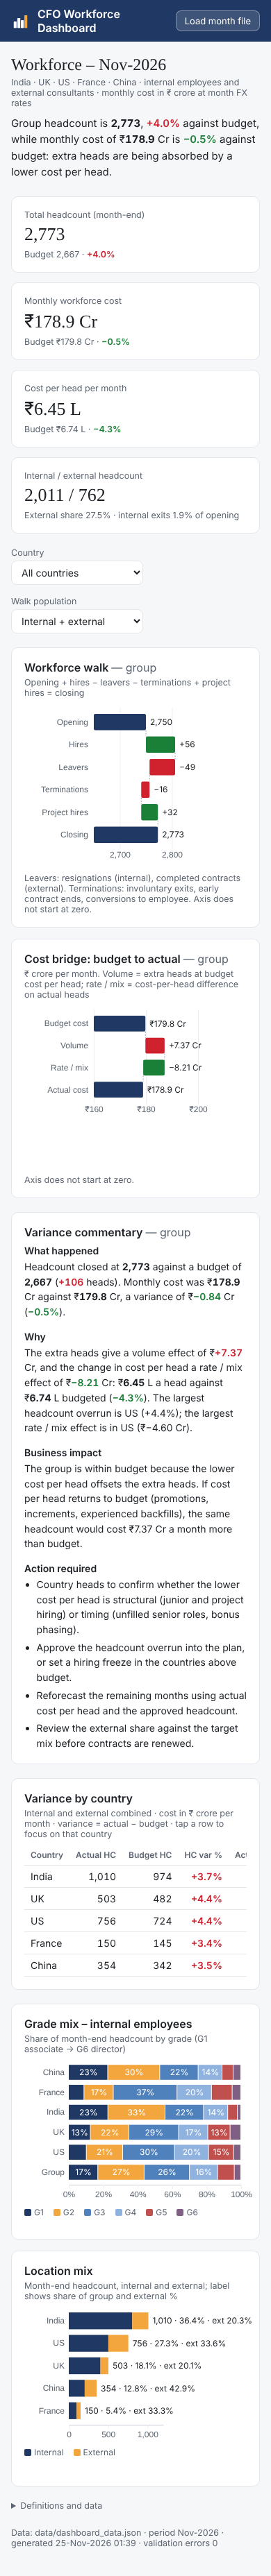 CFO Workforce
Dashboard
Load month file
Workforce – Nov-2026
India · UK · US · France · China · internal employees and
external consultants · monthly cost in ₹ crore at month FX
rates
Group headcount is 2,773, +4.0% against budget,
while monthly cost of ₹178.9 Cr is −0.5% against
budget: extra heads are being absorbed by a
lower cost per head.
Total headcount (month-end)
2,773
Budget 2,667 · +4.0%
Monthly workforce cost
₹178.9 Cr
Budget ₹179.8 Cr · −0.5%
Cost per head per month
₹6.45 L
Budget ₹6.74 L · −4.3%
Internal / external headcount
2,011 / 762
External share 27.5% · internal exits 1.9% of opening
Country
All countries
Walk population
Internal + external
Workforce walk — group
Opening + hires − leavers − terminations + project
hires = closing
Opening 2,750
Hires +56
Leavers −49
Terminations −16
Project hires +32
Closing 2,773
2,700 2,800
Leavers: resignations (internal), completed contracts
(external). Terminations: involuntary exits, early
contract ends, conversions to employee. Axis does
not start at zero.
Cost bridge: budget to actual — group
₹ crore per month. Volume = extra heads at budget
cost per head; rate / mix = cost-per-head difference
on actual heads
Budget cost ₹179.8 Cr
Volume +7.37 Cr
Rate / mix −8.21 Cr
Actual cost ₹178.9 Cr
₹160 ₹180 ₹200
Axis does not start at zero.
Variance commentary — group
What happened
Headcount closed at 2,773 against a budget of
2,667 (+106 heads). Monthly cost was ₹178.9
Cr against ₹179.8 Cr, a variance of ₹−0.84 Cr
(−0.5%).
Why
The extra heads give a volume effect of ₹+7.37
Cr, and the change in cost per head a rate / mix
effect of ₹−8.21 Cr: ₹6.45 L a head against
₹6.74 L budgeted (−4.3%). The largest
headcount overrun is US (+4.4%); the largest
rate / mix effect is in US (₹−4.60 Cr).
Business impact
The group is within budget because the lower
cost per head offsets the extra heads. If cost
per head returns to budget (promotions,
increments, experienced backfills), the same
headcount would cost ₹7.37 Cr a month more
than budget.
Action required
• Country heads to confirm whether the lower
cost per head is structural (junior and project
hiring) or timing (unfilled senior roles, bonus
phasing).
• Approve the headcount overrun into the plan,
or set a hiring freeze in the countries above
budget.
• Reforecast the remaining months using actual
cost per head and the approved headcount.
• Review the external share against the target
mix before contracts are renewed.
Variance by country
Internal and external combined · cost in ₹ crore per
month · variance = actual − budget · tap a row to
focus on that country
Country Actual HC Budget HC HC var %
India 1,010 974 +3.7%
UK 503 482 +4.4%
US 756 724 +4.4%
France 150 145 +3.4%
China 354 342 +3.5%
Grade mix – internal employees
Share of month-end headcount by grade (G1
associate → G6 director)
China 23% 30% 22% 14%
France 17% 37% 20%
India 23% 33% 22% 14%
UK 13% 22% 29% 17% 13%
US 21% 30% 20% 15%
Group 17% 27% 26% 16%
0% 20% 40% 60% 80% 100%
G1 G2 G3 G4 G5 G6
Location mix
Month-end headcount, internal and external; label
shows share of group and external %
India 1,010 · 36.4% · ext 20.3%
US 756 · 27.3% · ext 33.6%
UK 503 · 18.1% · ext 20.1%
China 354 · 12.8% · ext 42.9%
France 150 · 5.4% · ext 33.3%
0 500 1,000
Internal External
Definitions and data
Data: data/dashboard_data.json · period Nov-2026 ·
generated 25-Nov-2026 01:39 · validation errors 0